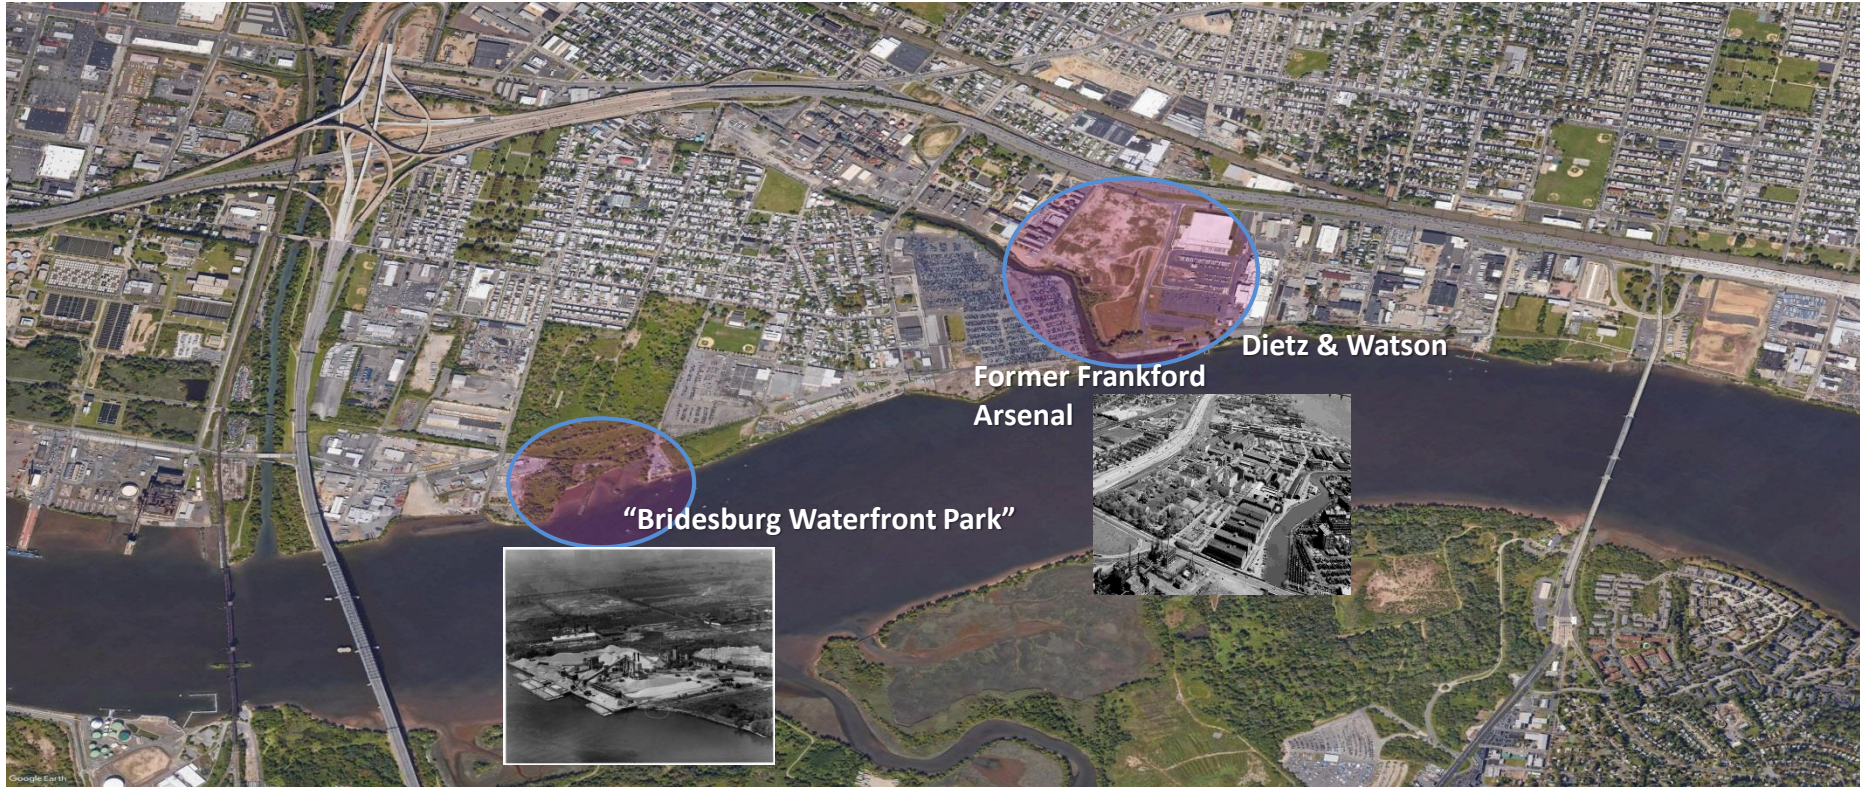 Dietz & Watson
Former Frankford
Arsenal
“Bridesburg Waterfront Park”
Google Earth